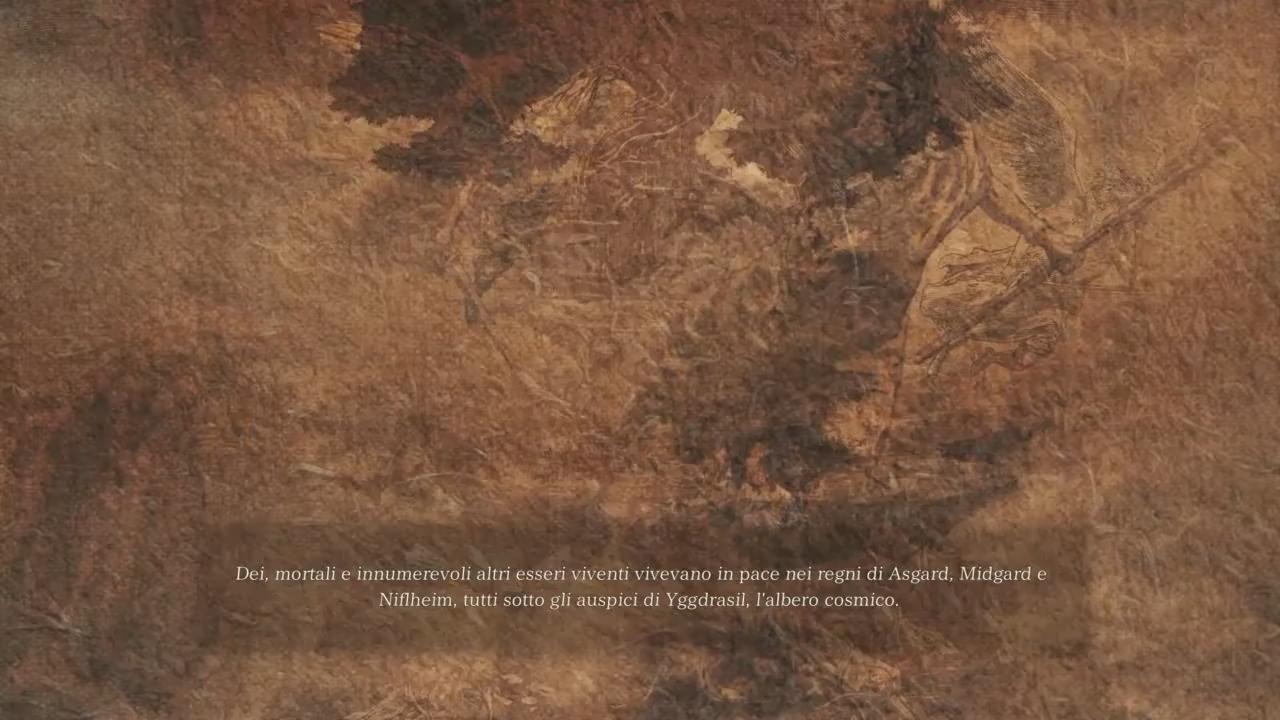 Dei, mortali e innumerevoli altri esseri viventi vivevano in pace nei regni di Asgard, Midgard e
Niflheim, tutti sotto gli auspici di Yggdrasil, l'albero cosmico.